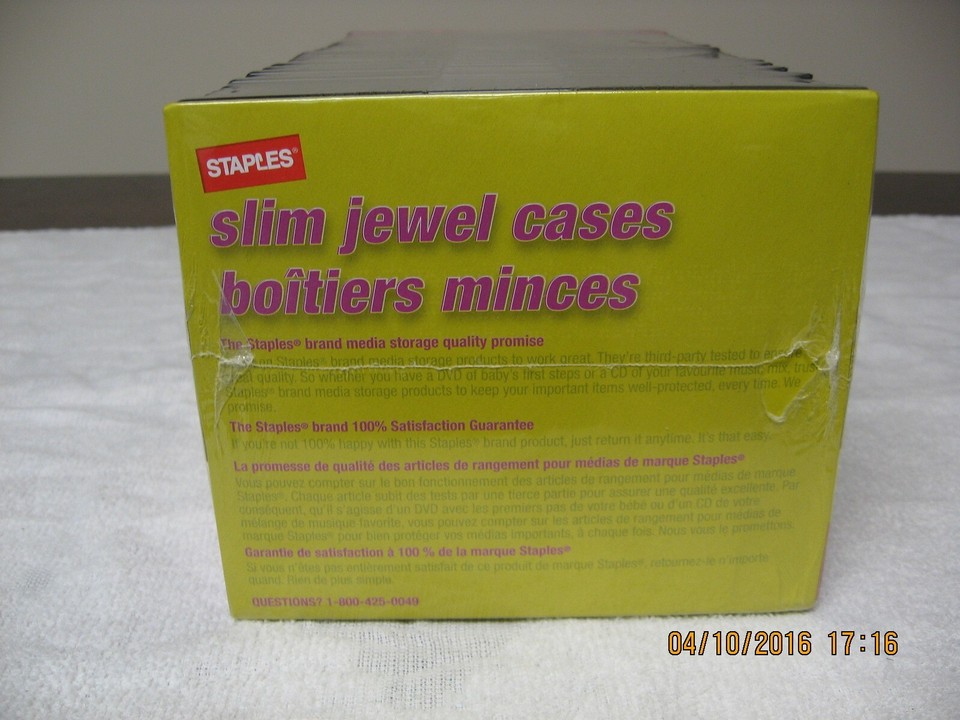 STAPLES®
slim jewel cases
boîtiers minces
The Staples® brand media storage quality promise
on Staples® brand media storage products to work great. They're third-party tested to
quality. So whether you have a DVD of baby's first steps or a CD of your favourite music mix, trust
Staples® brand media storage products to keep your important items well-protected, every time. We
promise.
The Staples® brand 100% Satisfaction Guarantee
If you're not 100% happy with this Staples® brand product, just return it anytime. It's that easy.
La promesse de qualité des articles de rangement pour médias de marque Staples®
Vous pouvez compter sur le bon fonctionnement des articles de rangement pour médias de marque
Staples®. Chaque article subit des tests par une tierce partie pour assurer une qualité excellente. Par
conséquent, qu'il s'agisse d'un DVD avec les premiers pas de votre bébé ou d'un CD de votre
mélange de musique favorite, vous pouvez compter sur les articles de rangement pour médias de
marque Staples® pour bien protéger vos médias importants, à chaque fois. Nous vous le promettons.
Garantie de satisfaction à 100 % de la marque Staples®
Si vous n'êtes pas entièrement satisfait de ce produit de marque Staples®, retournez-le n'importe
quand. Rien de plus simple.
QUESTIONS? 1-800-425-0049
04/10/2016 17:16